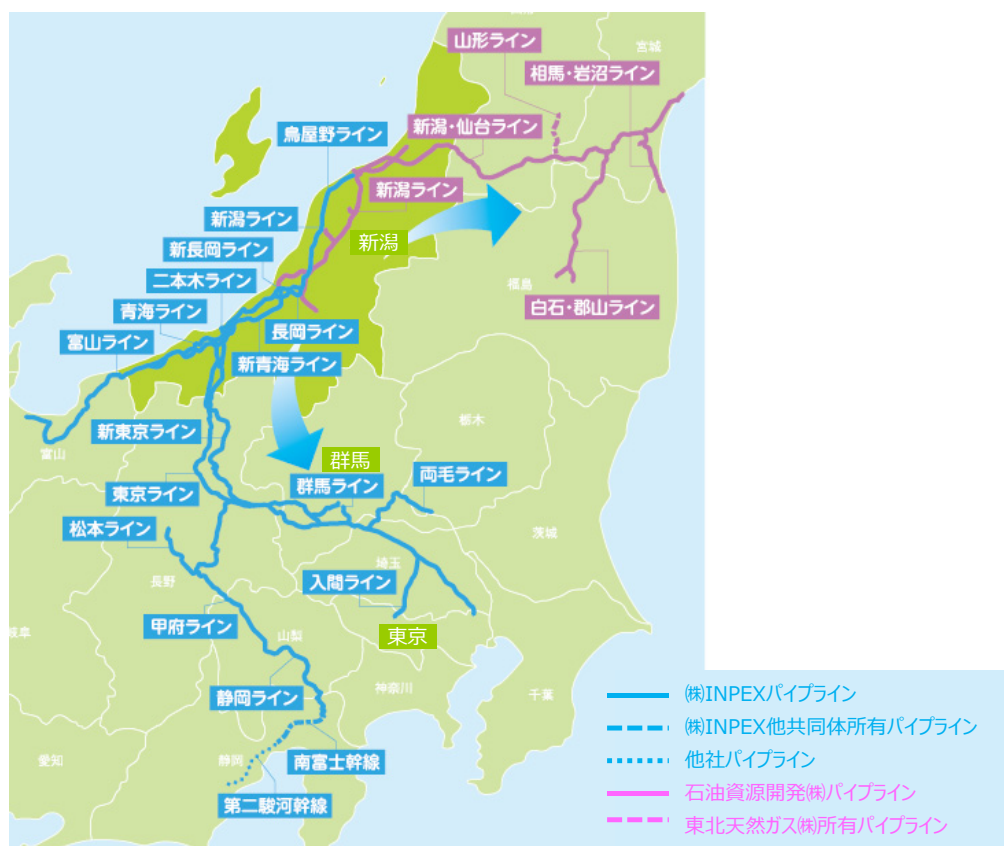 山形ライン
宮城
相馬・岩沼ライン
新潟・仙台ライン
鳥屋野ライン
新潟ライン
新潟ライン
新潟
新長岡ライン
二本木ライン
福島
青海ライン
白石・郡山ライン
富山ライン
長岡ライン
新青海ライン
栃木
新東京ライン
富山
群馬
群馬ライン
両毛ライン
東京ライン
松本ライン
茨城
埼玉
長野
入間ライン
甲府ライン
岐阜
山梨
東京
静岡ライン
神奈川
千葉
愛知
静岡
南富士幹線
第二駿河幹線
㈱INPEXパイプライン
㈱INPEX他共同体所有パイプライン
他社パイプライン
石油資源開発㈱パイプライン
東北天然ガス㈱所有パイプライン